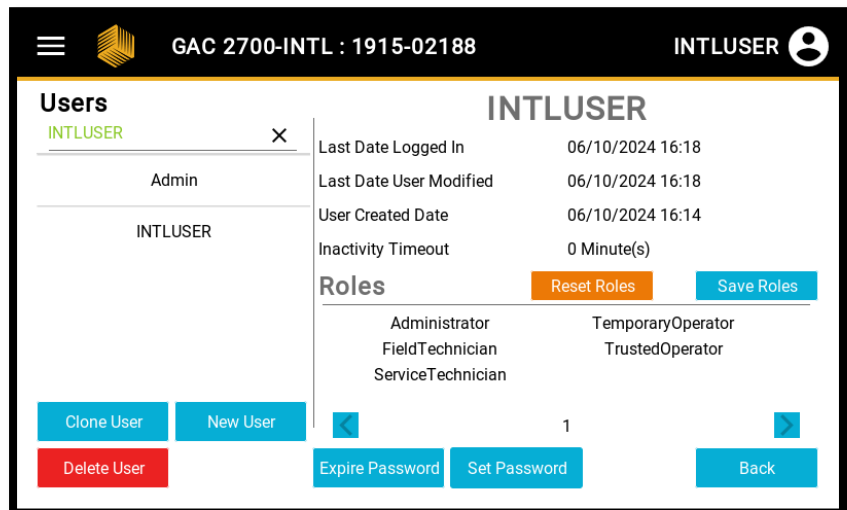 GAC 2700-INTL : 1915-02188
INTLUSER
Users
INTLUSER
Admin
INTLUSER
INTLUSER
Last Date Logged In 06/10/2024 16:18
Last Date User Modified 06/10/2024 16:18
User Created Date 06/10/2024 16:14
Inactivity Timeout 0 Minute(s)
Roles Reset Roles Save Roles
Administrator TemporaryOperator
FieldTechnician TrustedOperator
ServiceTechnician
1
Clone User New User
Delete User Expire Password Set Password Back